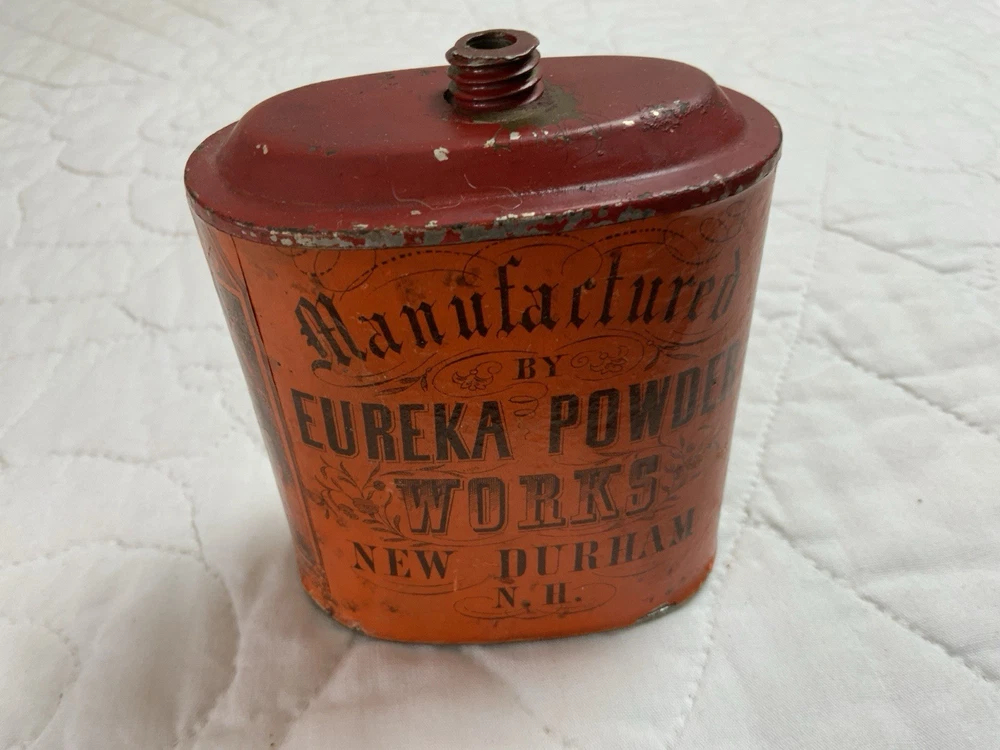 Manufactured
BY
EUREKA POWDER
WORKS
NEW DURHAM
N.H.